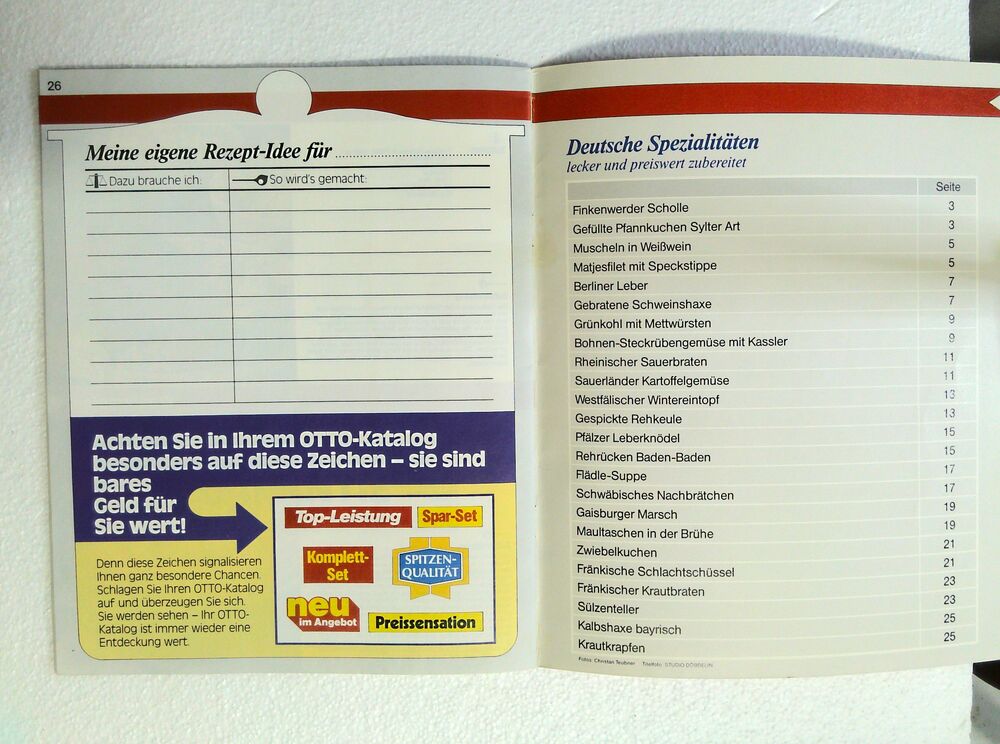 26
Meine eigene Rezept-Idee für
Dazu brauche ich:
So wird's gemacht:
Achten Sie in Ihrem OTTO-Katalog
besonders auf diese Zeichen – sie sind
bares
Geld für
Sie wert!
Denn diese Zeichen signalisieren
Ihnen ganz besondere Chancen.
Schlagen Sie Ihren OTTO-Katalog
auf und überzeugen Sie sich.
Sie werden sehen – Ihr OTTO-
Katalog ist immer wieder eine
Entdeckung wert.
Top-Leistung
Spar-Set
Komplett-
Set
SPITZEN-
QUALITÄT
neu
im Angebot
Preissensation
Deutsche Spezialitäten
lecker und preiswert zubereitet
Seite
Finkenwerder Scholle 3
Gefüllte Pfannkuchen Sylter Art 3
Muscheln in Weißwein 5
Matjesfilet mit Speckstippe 5
Berliner Leber 7
Gebratene Schweinshaxe 7
Grünkohl mit Mettwürsten 9
Bohnen-Steckrübengemüse mit Kassler 9
Rheinischer Sauerbraten 11
Sauerländer Kartoffelgemüse 11
Westfälischer Wintereintopf 13
Gespickte Rehkeule 13
Pfälzer Leberknödel 15
Rehrücken Baden-Baden 15
Flädle-Suppe 17
Schwäbisches Nachbrätchen 17
Gaisburger Marsch 19
Maultaschen in der Brühe 19
Zwiebelkuchen 21
Fränkische Schlachtschüssel 21
Fränkischer Krautbraten 23
Sülzenteller 23
Kalbshaxe bayrisch 25
Krautkrapfen 25
Fotos: Christian Teubner Titelfoto: STUDIO DÖBBELIN